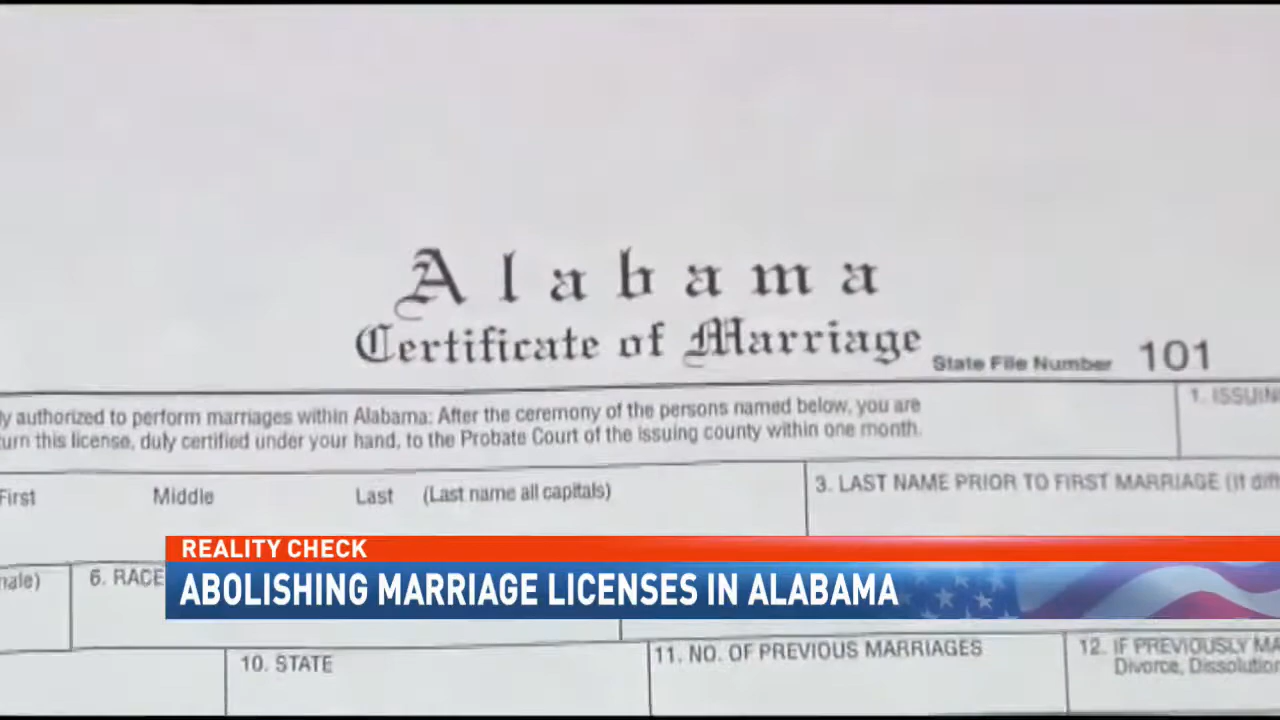 Alabama
Certificate of Marriage
State File Number 101
authorized to perform marriages within Alabama: After the ceremony of the persons named below, you are
this license, duly certified under your hand, to the Probate Court of the issuing county within one month.
1.
First Middle Last (Last name all capitals)
3. LAST NAME PRIOR TO FIRST MARRIAGE (if
REALITY CHECK
6. RACE
ABOLISHING MARRIAGE LICENSES IN ALABAMA
10. STATE
11. NO. OF PREVIOUS MARRIAGES
12. IF PREVIOUSLY
Divorce,